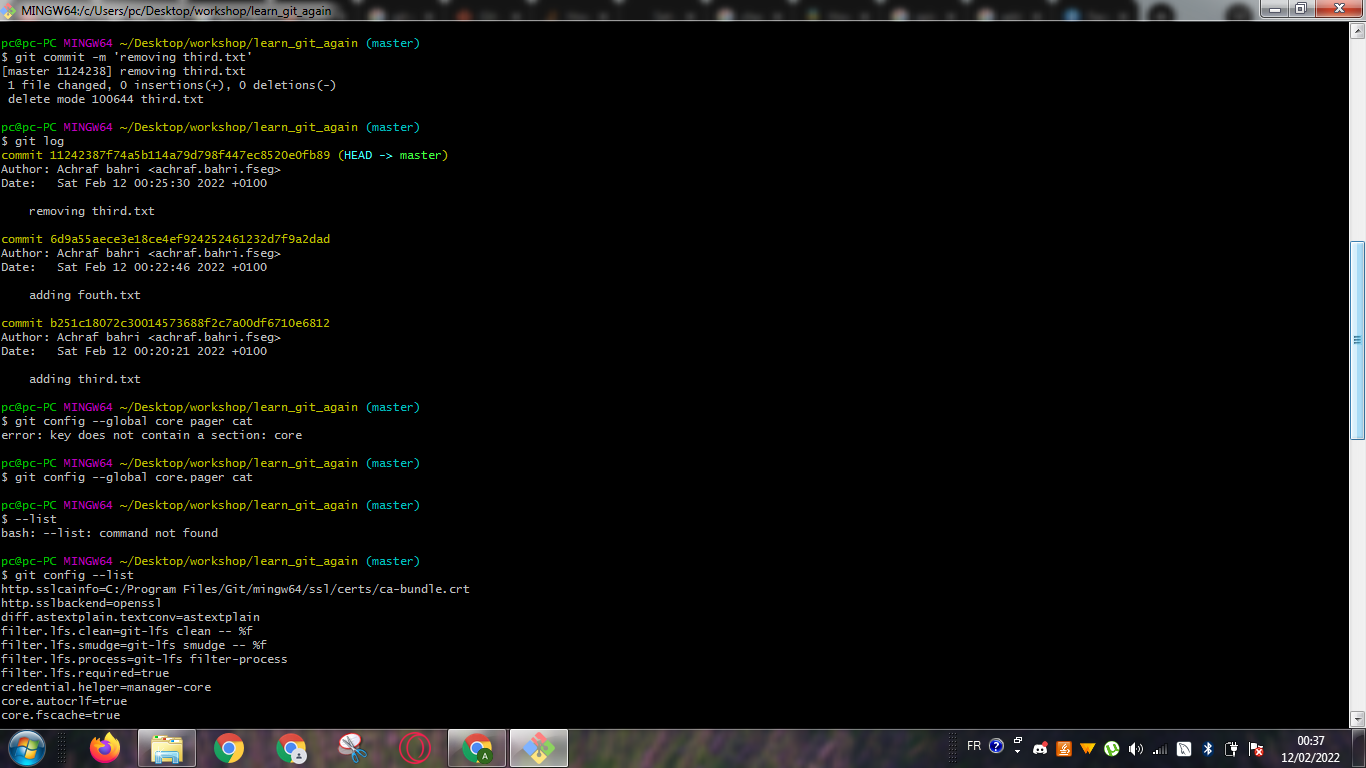 MINGW64:/c/Users/pc/Desktop/workshop/learn_git_again
pc@pc-PC MINGW64 ~/Desktop/workshop/learn_git_again (master)
$ git commit -m 'removing third.txt'
[master 1124238] removing third.txt
 1 file changed, 0 insertions(+), 0 deletions(-)
 delete mode 100644 third.txt
pc@pc-PC MINGW64 ~/Desktop/workshop/learn_git_again (master)
$ git log
commit 11242387f74a5b114a79d798f447ec8520e0fb89 (HEAD -> master)
Author: Achraf bahri <achraf.bahri.fseg>
Date:   Sat Feb 12 00:25:30 2022 +0100
    removing third.txt
commit 6d9a55aece3e18ce4ef924252461232d7f9a2dad
Author: Achraf bahri <achraf.bahri.fseg>
Date:   Sat Feb 12 00:22:46 2022 +0100
    adding fouth.txt
commit b251c18072c30014573688f2c7a00df6710e6812
Author: Achraf bahri <achraf.bahri.fseg>
Date:   Sat Feb 12 00:20:21 2022 +0100
    adding third.txt
pc@pc-PC MINGW64 ~/Desktop/workshop/learn_git_again (master)
$ git config --global core pager cat
error: key does not contain a section: core
pc@pc-PC MINGW64 ~/Desktop/workshop/learn_git_again (master)
$ git config --global core.pager cat
pc@pc-PC MINGW64 ~/Desktop/workshop/learn_git_again (master)
$ --list
bash: --list: command not found
pc@pc-PC MINGW64 ~/Desktop/workshop/learn_git_again (master)
$ git config --list
http.sslcainfo=C:/Program Files/Git/mingw64/ssl/certs/ca-bundle.crt
http.sslbackend=openssl
diff.astextplain.textconv=astextplain
filter.lfs.clean=git-lfs clean -- %f
filter.lfs.smudge=git-lfs smudge -- %f
filter.lfs.process=git-lfs filter-process
filter.lfs.required=true
credential.helper=manager-core
core.autocrlf=true
core.fscache=true
FR
00:37
12/02/2022